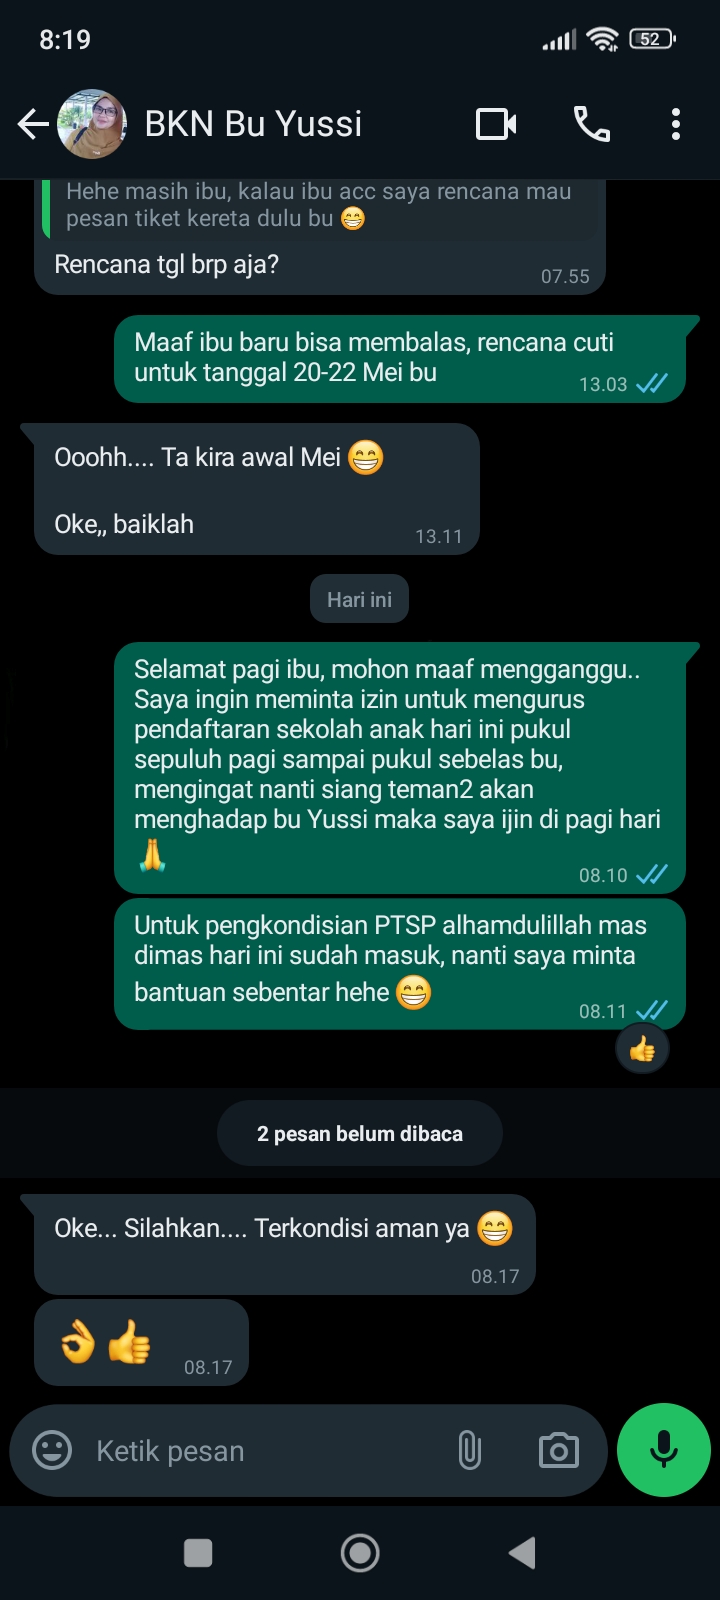 8:19
52
BKN Bu Yussi
Hehe masih ibu, kalau ibu acc saya rencana mau
pesan tiket kereta dulu bu 😁
Rencana tgl brp aja?
07.55
Maaf ibu baru bisa membalas, rencana cuti
untuk tanggal 20-22 Mei bu
13.03
Ooohh.... Ta kira awal Mei 😁
Oke,, baiklah
13.11
Hari ini
Selamat pagi ibu, mohon maaf mengganggu..
Saya ingin meminta izin untuk mengurus
pendaftaran sekolah anak hari ini pukul
sepuluh pagi sampai pukul sebelas bu,
mengingat nanti siang teman2 akan
menghadap bu Yussi maka saya ijin di pagi hari
🙏
08.10
Untuk pengkondisian PTSP alhamdulillah mas
dimas hari ini sudah masuk, nanti saya minta
bantuan sebentar hehe 😁
08.11
👍
2 pesan belum dibaca
Oke... Silahkan.... Terkondisi aman ya 😁
08.17
👌👍
08.17
Ketik pesan